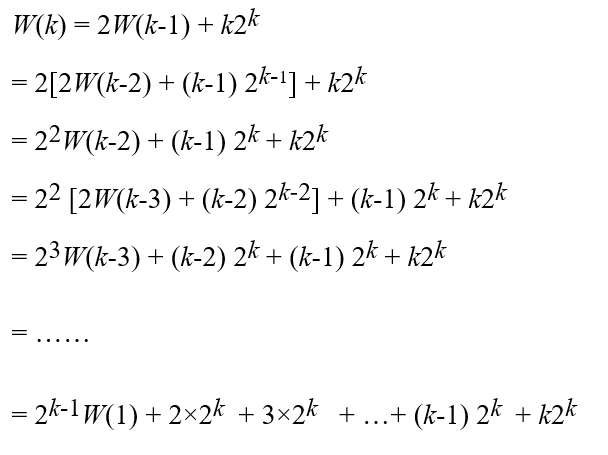 W(k) = 2W(k-1) + k2^k
= 2[2W(k-2) + (k-1) 2^{k-1}] + k2^k
= 2^2W(k-2) + (k-1) 2^k + k2^k
= 2^2 [2W(k-3) + (k-2) 2^{k-2}] + (k-1) 2^k + k2^k
= 2^3W(k-3) + (k-2) 2^k + (k-1) 2^k + k2^k
= ……
= 2^{k-1}W(1) + 2×2^k + 3×2^k + …+ (k-1) 2^k + k2^k